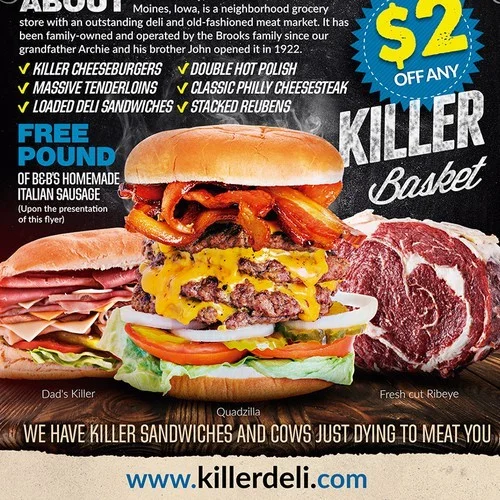 ABOUT
Moines, Iowa, is a neighborhood grocery
store with an outstanding deli and old-fashioned meat market. It has
been family-owned and operated by the Brooks family since our
grandfather Archie and his brother John opened it in 1922.
KILLER CHEESEBURGERS
DOUBLE HOT POLISH
MASSIVE TENDERLOINS
CLASSIC PHILLY CHEESESTEAK
LOADED DELI SANDWICHES
STACKED REUBENS
$2
OFF ANY
KILLER
Basket
FREE
POUND
OF B&B'S HOMEMADE
ITALIAN SAUSAGE
(Upon the presentation
of this flyer)
Dad's Killer
Quadzilla
Fresh cut Ribeye
WE HAVE KILLER SANDWICHES AND COWS JUST DYING TO MEAT YOU
www.killerdeli.com